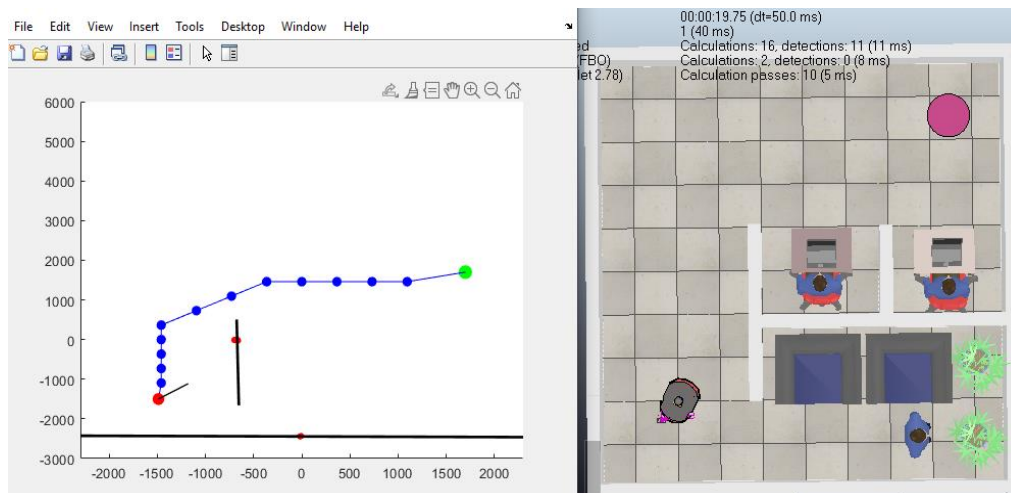 File Edit View Insert Tools Desktop Window Help
6000
5000
4000
3000
2000
1000
0
-1000
-2000
-3000
-2000 -1500 -1000 -500 0 500 1000 1500 2000
00:00:19.75 (dt=50.0 ms)
1 (40 ms)
ed Calculations: 16, detections: 11 (11 ms)
(FBO) Calculations: 2, detections: 0 (8 ms)
let 2.78) Calculation passes: 10 (5 ms)